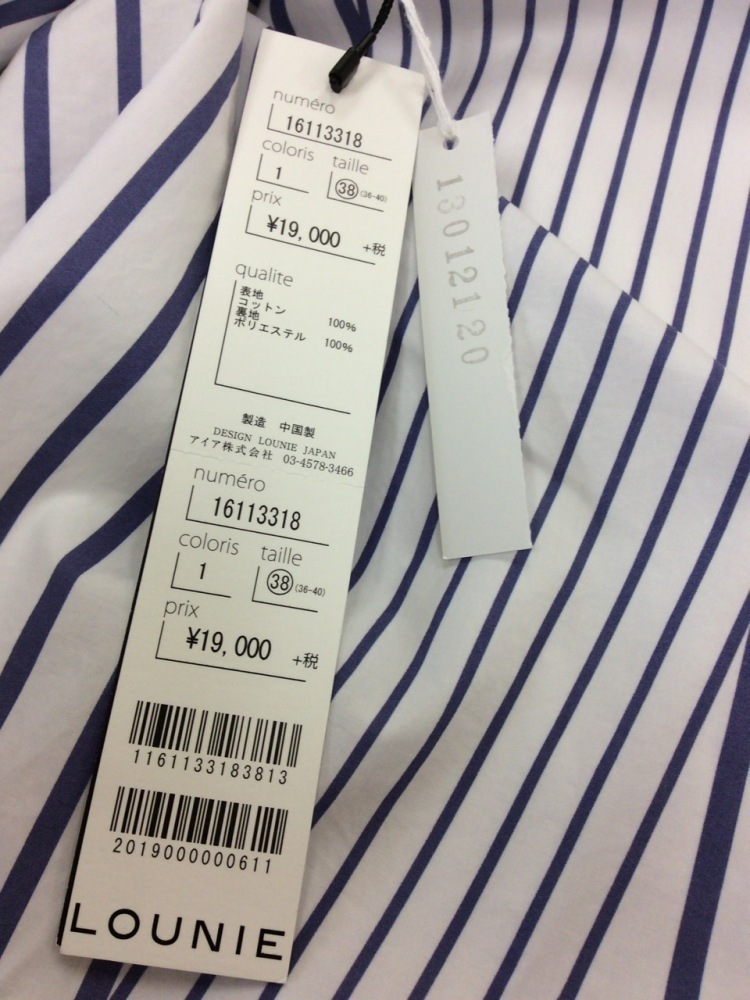 numéro
16113318
coloris taille
1 38 (36-40)
prix
¥19,000 +税
qualite
表地
コットン 100%
裏地
ポリエステル 100%
製造 中国製
DESIGN LOUNIE JAPAN
アイア株式会社 03-4578-3466
numéro
16113318
coloris taille
1 38 (36-40)
prix
¥19,000 +税
1161133183813
2019000000611
LOUNIE
13012120